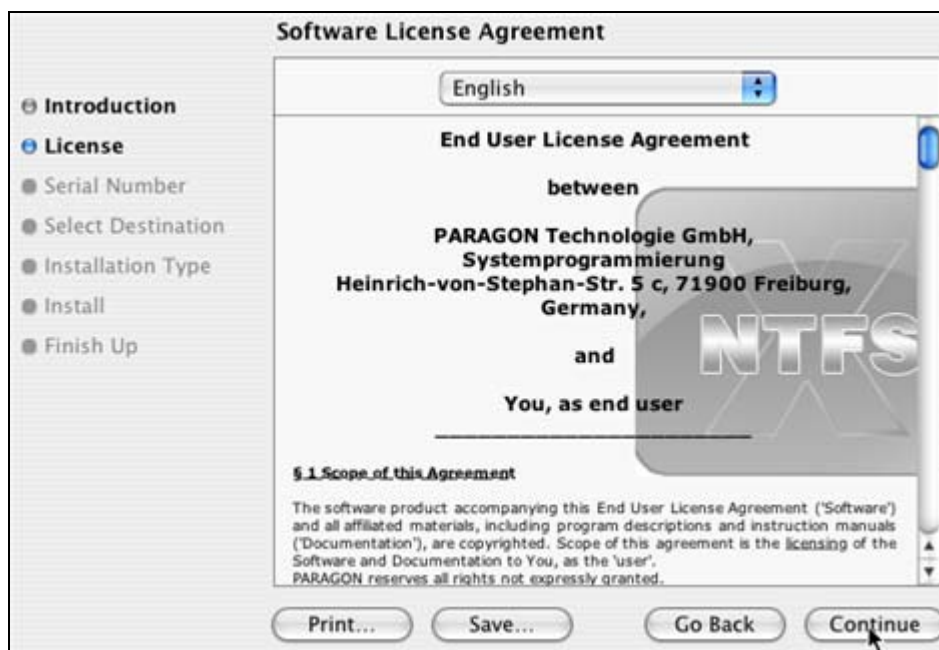 Software License Agreement
Introduction
License
Serial Number
Select Destination
Installation Type
Install
Finish Up
English
End User License Agreement
between
PARAGON Technologie GmbH,
Systemprogrammierung
Heinrich-von-Stephan-Str. 5 c, 71900 Freiburg,
Germany,
and
You, as end user
NTFS
X
§ 1 Scope of this Agreement
The software product accompanying this End User License Agreement ('Software')
and all affiliated materials, including program descriptions and instruction manuals
('Documentation'), are copyrighted. Scope of this agreement is the licensing of the
Software and Documentation to You, as the 'user'.
PARAGON reserves all rights not expressly granted.
Print...
Save...
Go Back
Continue